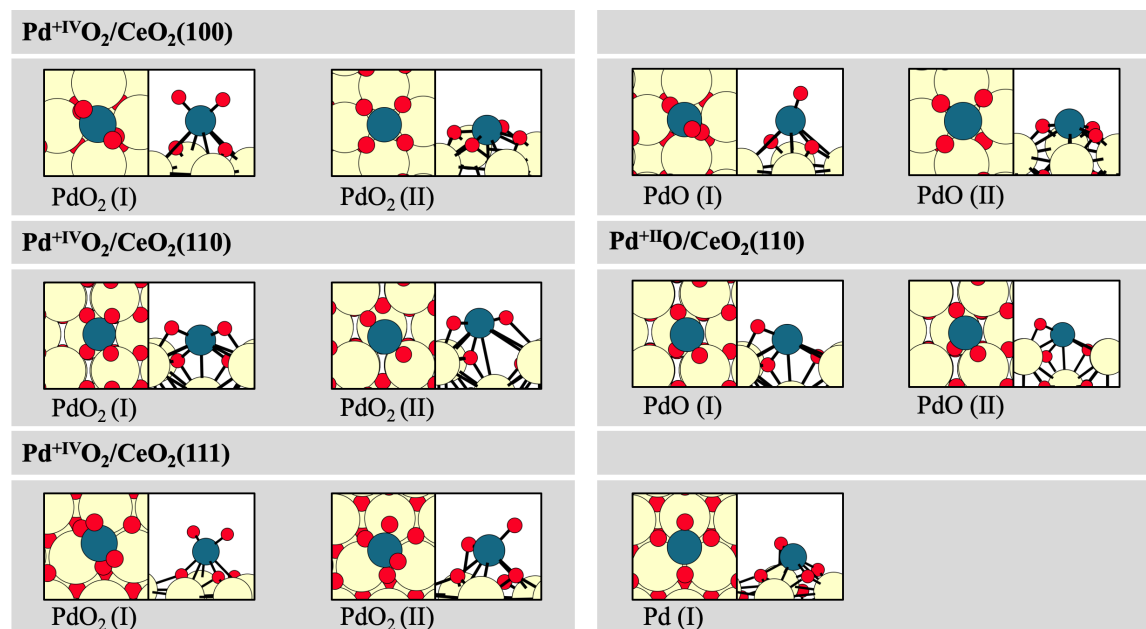 Pd⁺ᴵⱽO₂/CeO₂(100)
PdO₂ (I)
PdO₂ (II)
PdO (I)
PdO (II)
Pd⁺ᴵⱽO₂/CeO₂(110)
Pd⁺ᴵᴵO/CeO₂(110)
PdO₂ (I)
PdO₂ (II)
PdO (I)
PdO (II)
Pd⁺ᴵⱽO₂/CeO₂(111)
PdO₂ (I)
PdO₂ (II)
Pd (I)